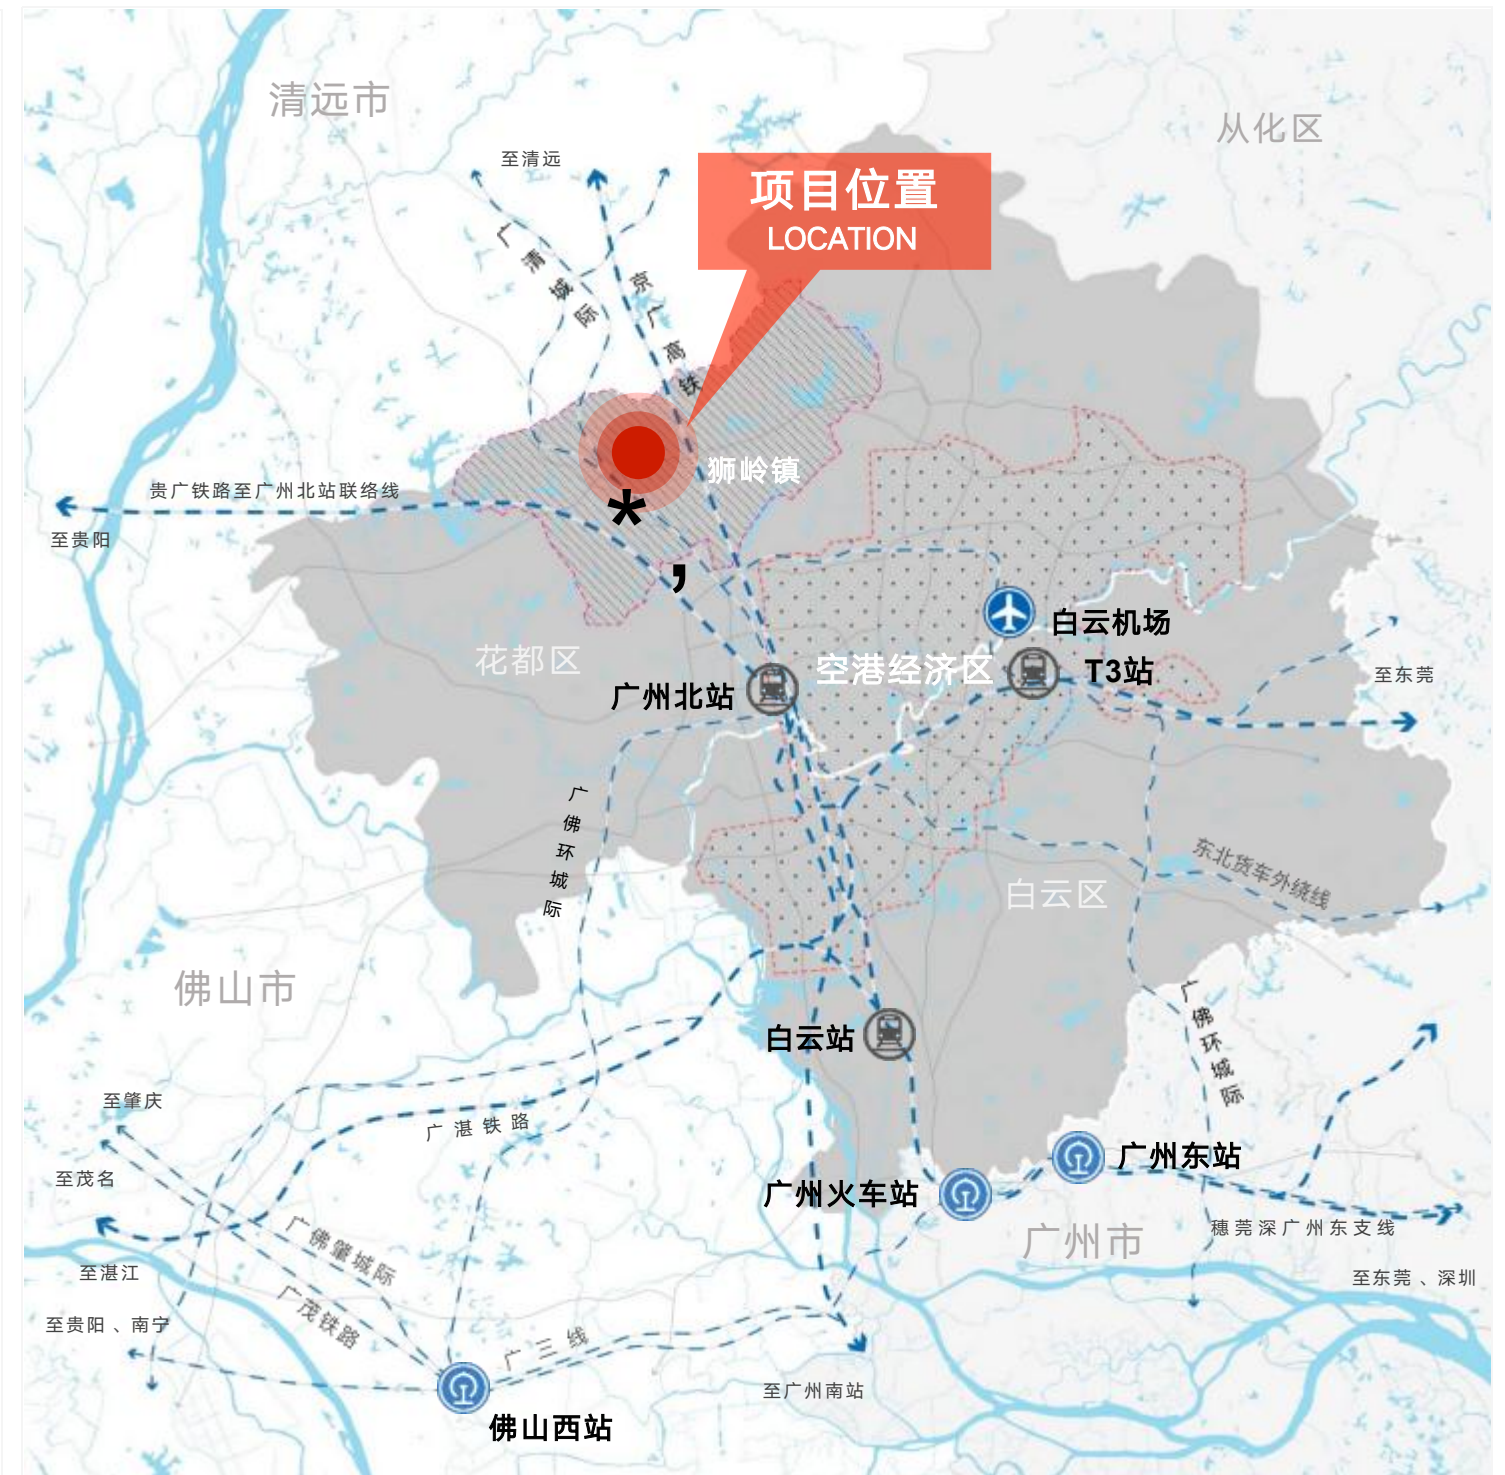 清远市
从化区
至清远
项目位置
LOCATION
广清城际
京广高铁
狮岭镇
贵广铁路至广州北站联络线
*
至贵阳
,
白云机场
花都区
空港经济区
T3站
至东莞
广州北站
广佛环城际
东北货车外绕线
白云区
佛山市
广佛环城际
白云站
至肇庆
广湛铁路
至茂名
广州东站
广州火车站
广州市
穗莞深广州东支线
广佛肇城际
至湛江
至东莞、深圳
广茂铁路
至贵阳、南宁
广三线
至广州南站
佛山西站